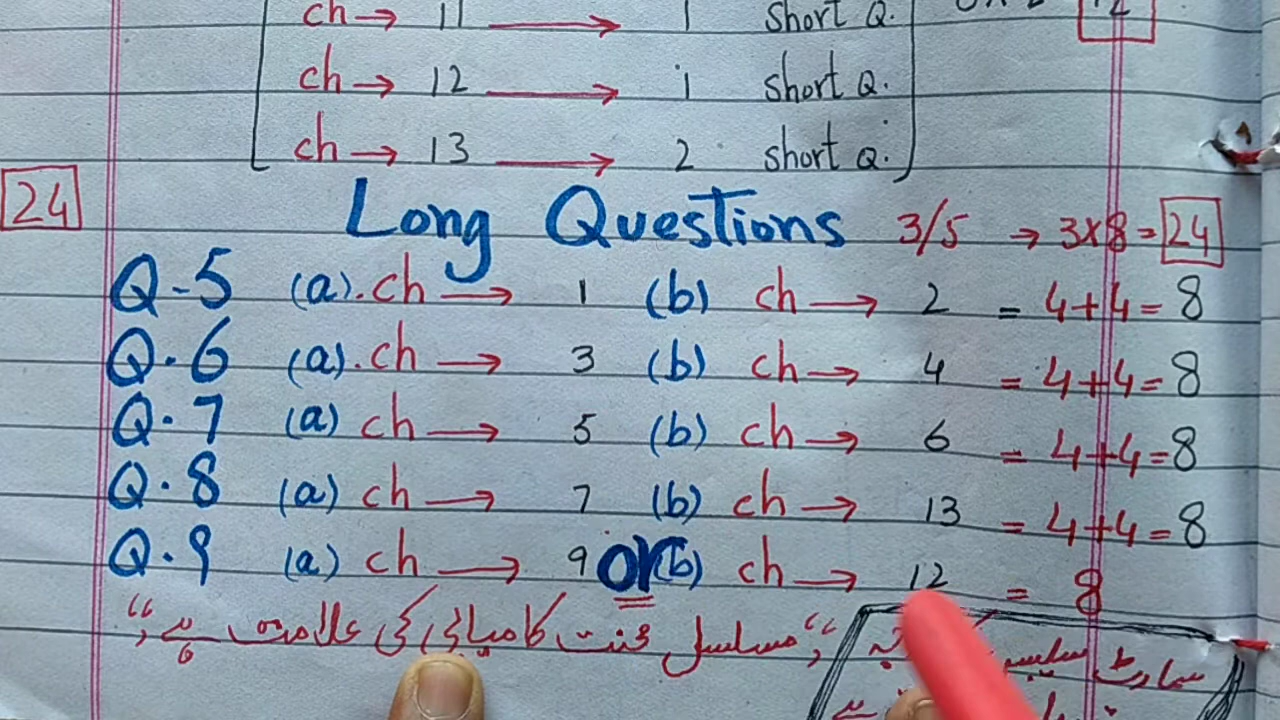 ch → 11 → 1 short Q.
ch → 12 → 1 short Q.
ch → 13 → 2 short Q.
24 Long Questions 3/5 → 3×8 = 24
Q-5 (a). ch → 1 (b) ch → 2 = 4+4 = 8
Q.6 (a). ch → 3 (b) ch → 4 = 4+4 = 8
Q.7 (a) ch → 5 (b) ch → 6 = 4+4 = 8
Q.8 (a) ch → 7 (b) ch → 13 = 4+4 = 8
Q.9 (a) ch → 9 or (b) ch → 12 = 8
“مسلسل محنت کامیابی کی علامت ہے”